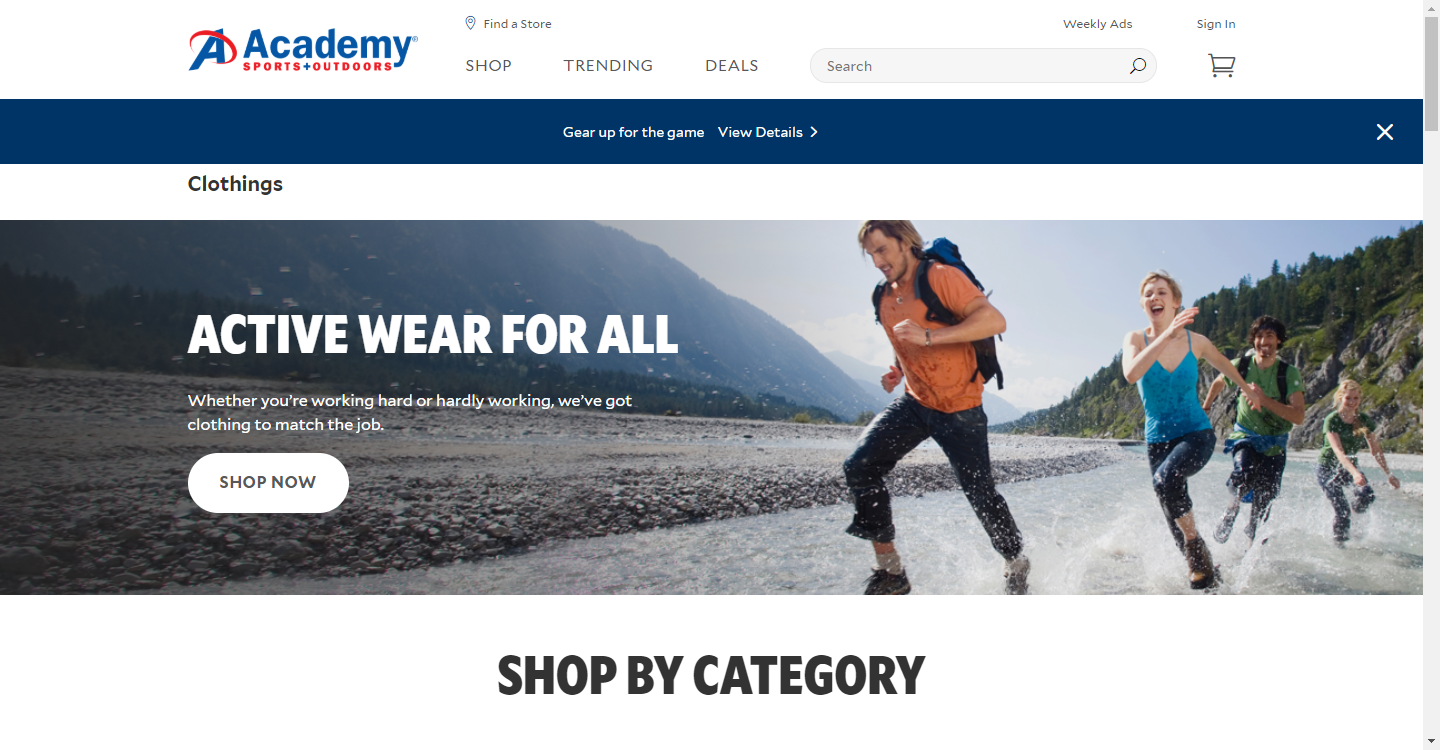 Find a Store
Weekly Ads
Sign In
Academy®
SPORTS+OUTDOORS
SHOP
TRENDING
DEALS
Search
Gear up for the game View Details
Clothings
ACTIVE WEAR FOR ALL
Whether you're working hard or hardly working, we've got
clothing to match the job.
SHOP NOW
SHOP BY CATEGORY